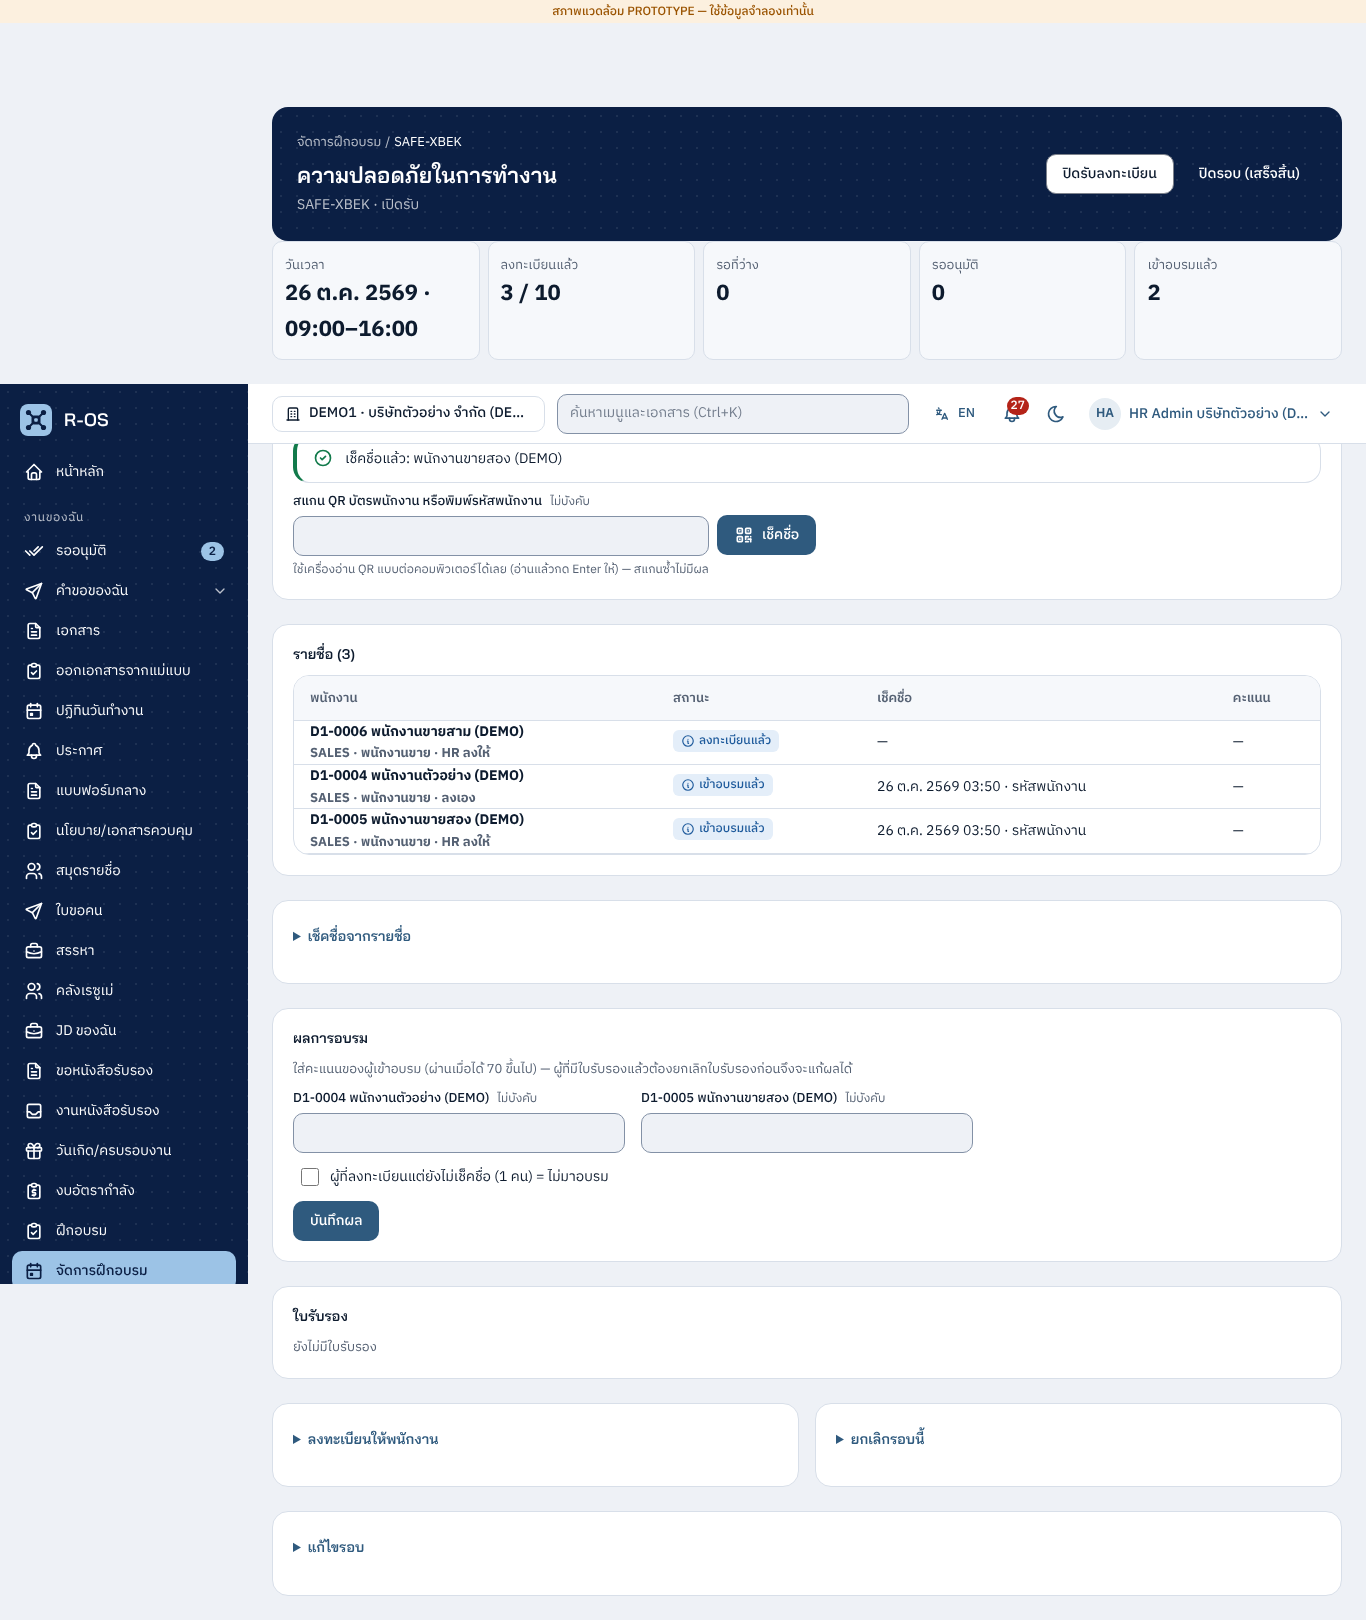 สภาพแวดล้อม PROTOTYPE — ใช้ข้อมูลจำลองเท่านั้น
จัดการฝึกอบรม / SAFE-XBEK
ความปลอดภัยในการทำงาน
SAFE-XBEK · เปิดรับ
ปิดรับลงทะเบียน
ปิดรอบ (เสร็จสิ้น)
วันเวลา
26 ต.ค. 2569 ·
09:00–16:00
ลงทะเบียนแล้ว
3 / 10
รอที่ว่าง
0
รออนุมัติ
0
เข้าอบรมแล้ว
2
R-OS
DEMO1 · บริษัทตัวอย่าง จำกัด (DE...
ค้นหาเมนูและเอกสาร (Ctrl+K)
EN
27
HA
HR Admin บริษัทตัวอย่าง (D...
หน้าหลัก
งานของฉัน
รออนุมัติ
2
คำขอของฉัน
เอกสาร
ออกเอกสารจากแม่แบบ
ปฏิทินวันทำงาน
ประกาศ
แบบฟอร์มกลาง
นโยบาย/เอกสารควบคุม
สมุดรายชื่อ
ใบขอคน
สรรหา
คลังเรซูเม่
JD ของฉัน
ขอหนังสือรับรอง
งานหนังสือรับรอง
วันเกิด/ครบรอบงาน
งบอัตรากำลัง
ฝึกอบรม
จัดการฝึกอบรม
เช็คชื่อแล้ว: พนักงานขายสอง (DEMO)
สแกน QR บัตรพนักงาน หรือพิมพ์รหัสพนักงาน ไม่บังคับ
เช็คชื่อ
ใช้เครื่องอ่าน QR แบบต่อคอมพิวเตอร์ได้เลย (อ่านแล้วกด Enter ให้) — สแกนซ้ำไม่มีผล
รายชื่อ (3)
พนักงาน สถานะ เช็คชื่อ คะแนน
D1-0006 พนักงานขายสาม (DEMO)
SALES · พนักงานขาย · HR ลงให้
ลงทะเบียนแล้ว
—
—
D1-0004 พนักงานตัวอย่าง (DEMO)
SALES · พนักงานขาย · ลงเอง
เข้าอบรมแล้ว
26 ต.ค. 2569 03:50 · รหัสพนักงาน
—
D1-0005 พนักงานขายสอง (DEMO)
SALES · พนักงานขาย · HR ลงให้
เข้าอบรมแล้ว
26 ต.ค. 2569 03:50 · รหัสพนักงาน
—
เช็คชื่อจากรายชื่อ
ผลการอบรม
ใส่คะแนนของผู้เข้าอบรม (ผ่านเมื่อได้ 70 ขึ้นไป) — ผู้ที่มีใบรับรองแล้วต้องยกเลิกใบรับรองก่อนจึงจะแก้ผลได้
D1-0004 พนักงานตัวอย่าง (DEMO) ไม่บังคับ
D1-0005 พนักงานขายสอง (DEMO) ไม่บังคับ
ผู้ที่ลงทะเบียนแต่ยังไม่เช็คชื่อ (1 คน) = ไม่มาอบรม
บันทึกผล
ใบรับรอง
ยังไม่มีใบรับรอง
ลงทะเบียนให้พนักงาน
ยกเลิกรอบนี้
แก้ไขรอบ